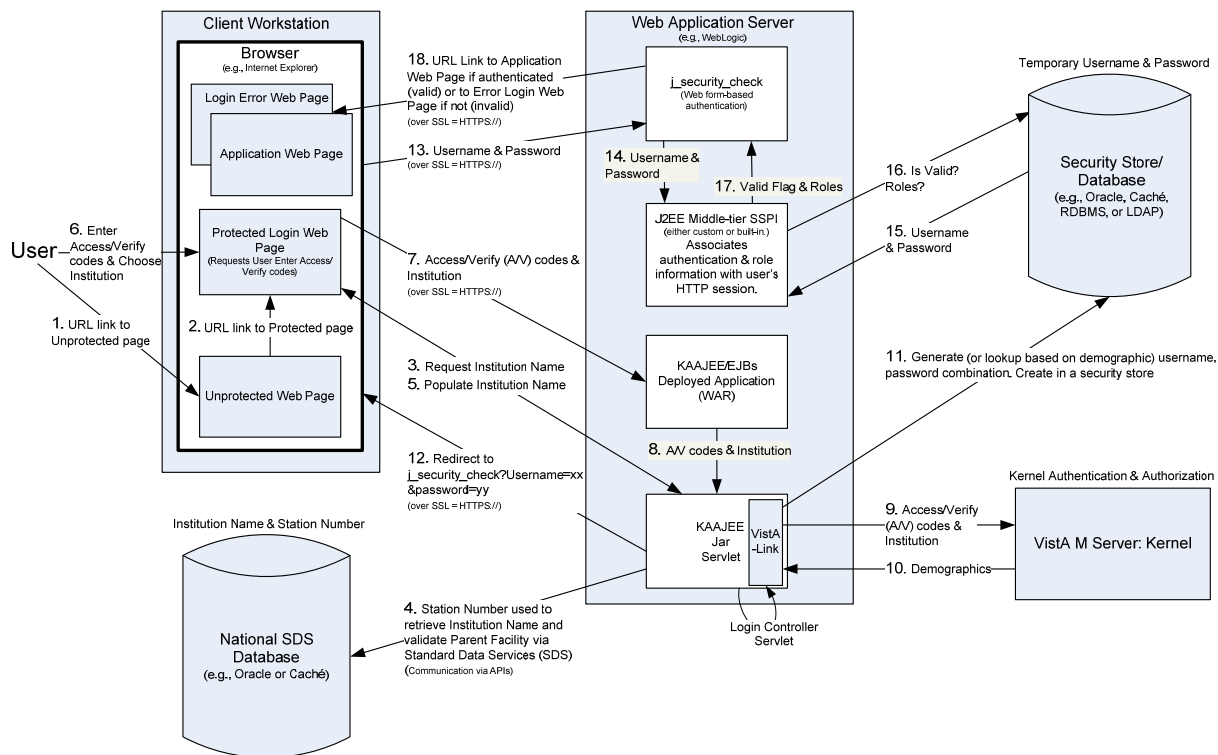 Client Workstation
Browser
(e.g., Internet Explorer)
Login Error Web Page
Application Web Page
Protected Login Web
Page
(Requests User Enter Access/
Verify codes)
Unprotected Web Page
User
6. Enter
Access/Verify
codes & Choose
Institution
1. URL link to
Unprotected page
2. URL link to Protected page
18. URL Link to Application
Web Page if authenticated
(valid) or to Error Login Web
Page if not (invalid)
(over SSL = HTTPS://)
13. Username & Password
(over SSL = HTTPS://)
7. Access/Verify (A/V) codes &
Institution
(over SSL = HTTPS://)
3. Request Institution Name
5. Populate Institution Name
12. Redirect to
j_security_check?Username=xx
&password=yy
(over SSL = HTTPS://)
4. Station Number used to
retrieve Institution Name and
validate Parent Facility via
Standard Data Services (SDS)
(Communication via APIs)
Institution Name & Station Number
National SDS
Database
(e.g., Oracle or Caché)
Web Application Server
(e.g., WebLogic)
j_security_check
(Web form-based
authentication)
14. Username &
Password
17. Valid Flag & Roles
J2EE Middle-tier SSPI
(either custom or built-in.)
Associates
authentication & role
information with user's
HTTP session.
KAAJEE/EJBs
Deployed Application
(WAR)
8. A/V codes & Institution
KAAJEE
Jar
Servlet
VistA
-Link
Login Controller
Servlet
Temporary Username & Password
Security Store/
Database
(e.g., Oracle, Caché,
RDBMS, or LDAP)
16. Is Valid?
Roles?
15. Username
& Password
11. Generate (or lookup based on demographic) username,
password combination. Create in a security store
Kernel Authentication & Authorization
9. Access/Verify
(A/V) codes &
Institution
10. Demographics
VistA M Server: Kernel